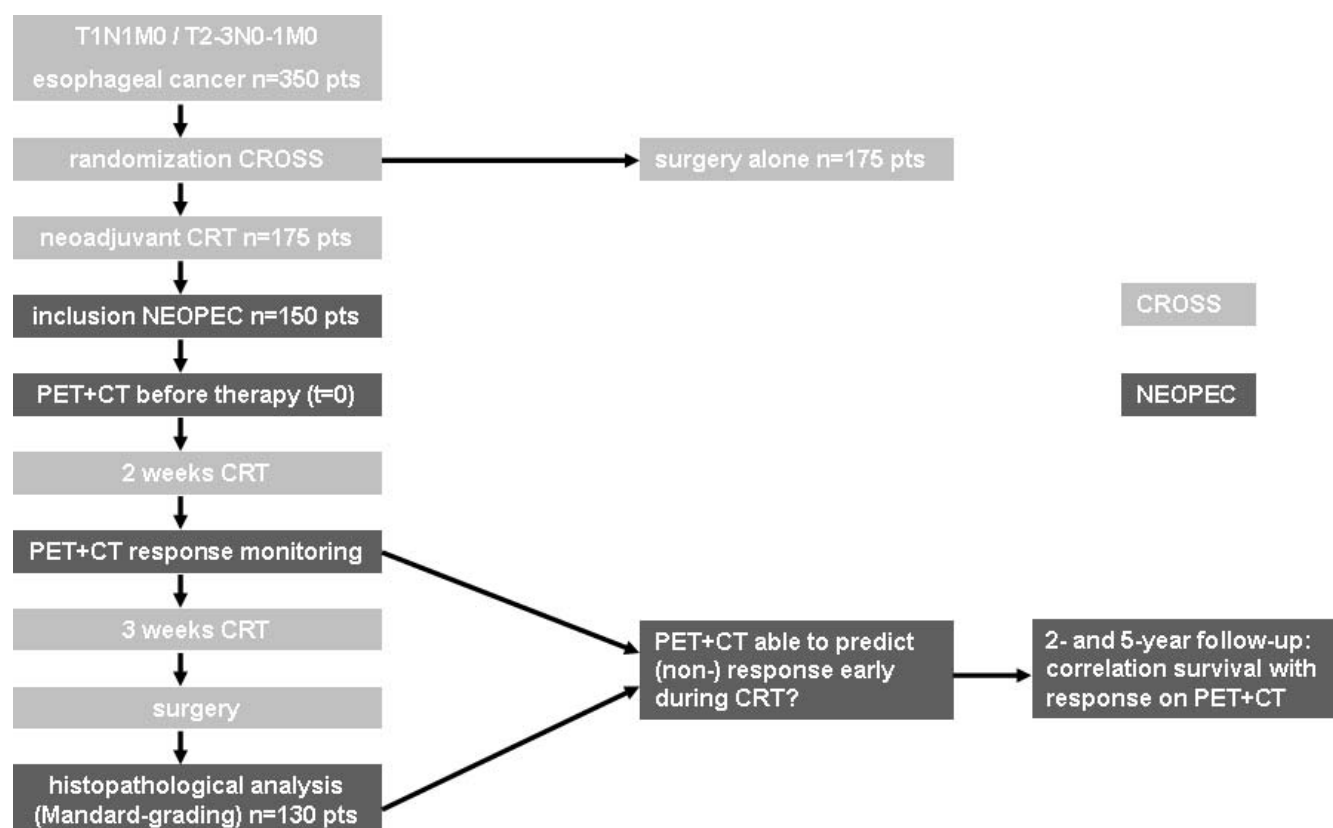 T1N1M0 / T2-3N0-1M0
esophageal cancer n=350 pts
randomization CROSS
surgery alone n=175 pts
neoadjuvant CRT n=175 pts
inclusion NEOPEC n=150 pts
CROSS
PET+CT before therapy (t=0)
NEOPEC
2 weeks CRT
PET+CT response monitoring
3 weeks CRT
surgery
histopathological analysis
(Mandard-grading) n=130 pts
PET+CT able to predict
(non-) response early
during CRT?
2- and 5-year follow-up:
correlation survival with
response on PET+CT